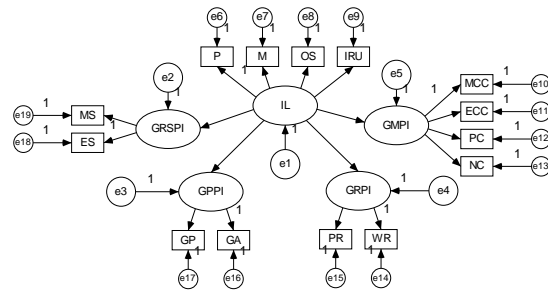 e6 e7 e8 e9
1 1 1 1
P M OS IRU
1
e2 e5
1 1
MCC 1 e10
1
e19 1 MS
IL
ECC 1 e11
GRSPI
GMPI
1
e18 1 ES
1
PC 1 e12
e1
NC 1 e13
e3 1 GPPI
GRPI 1 e4
1 1
GP GA
PR WR
1 1
1 1
e17 e16
e15 e14